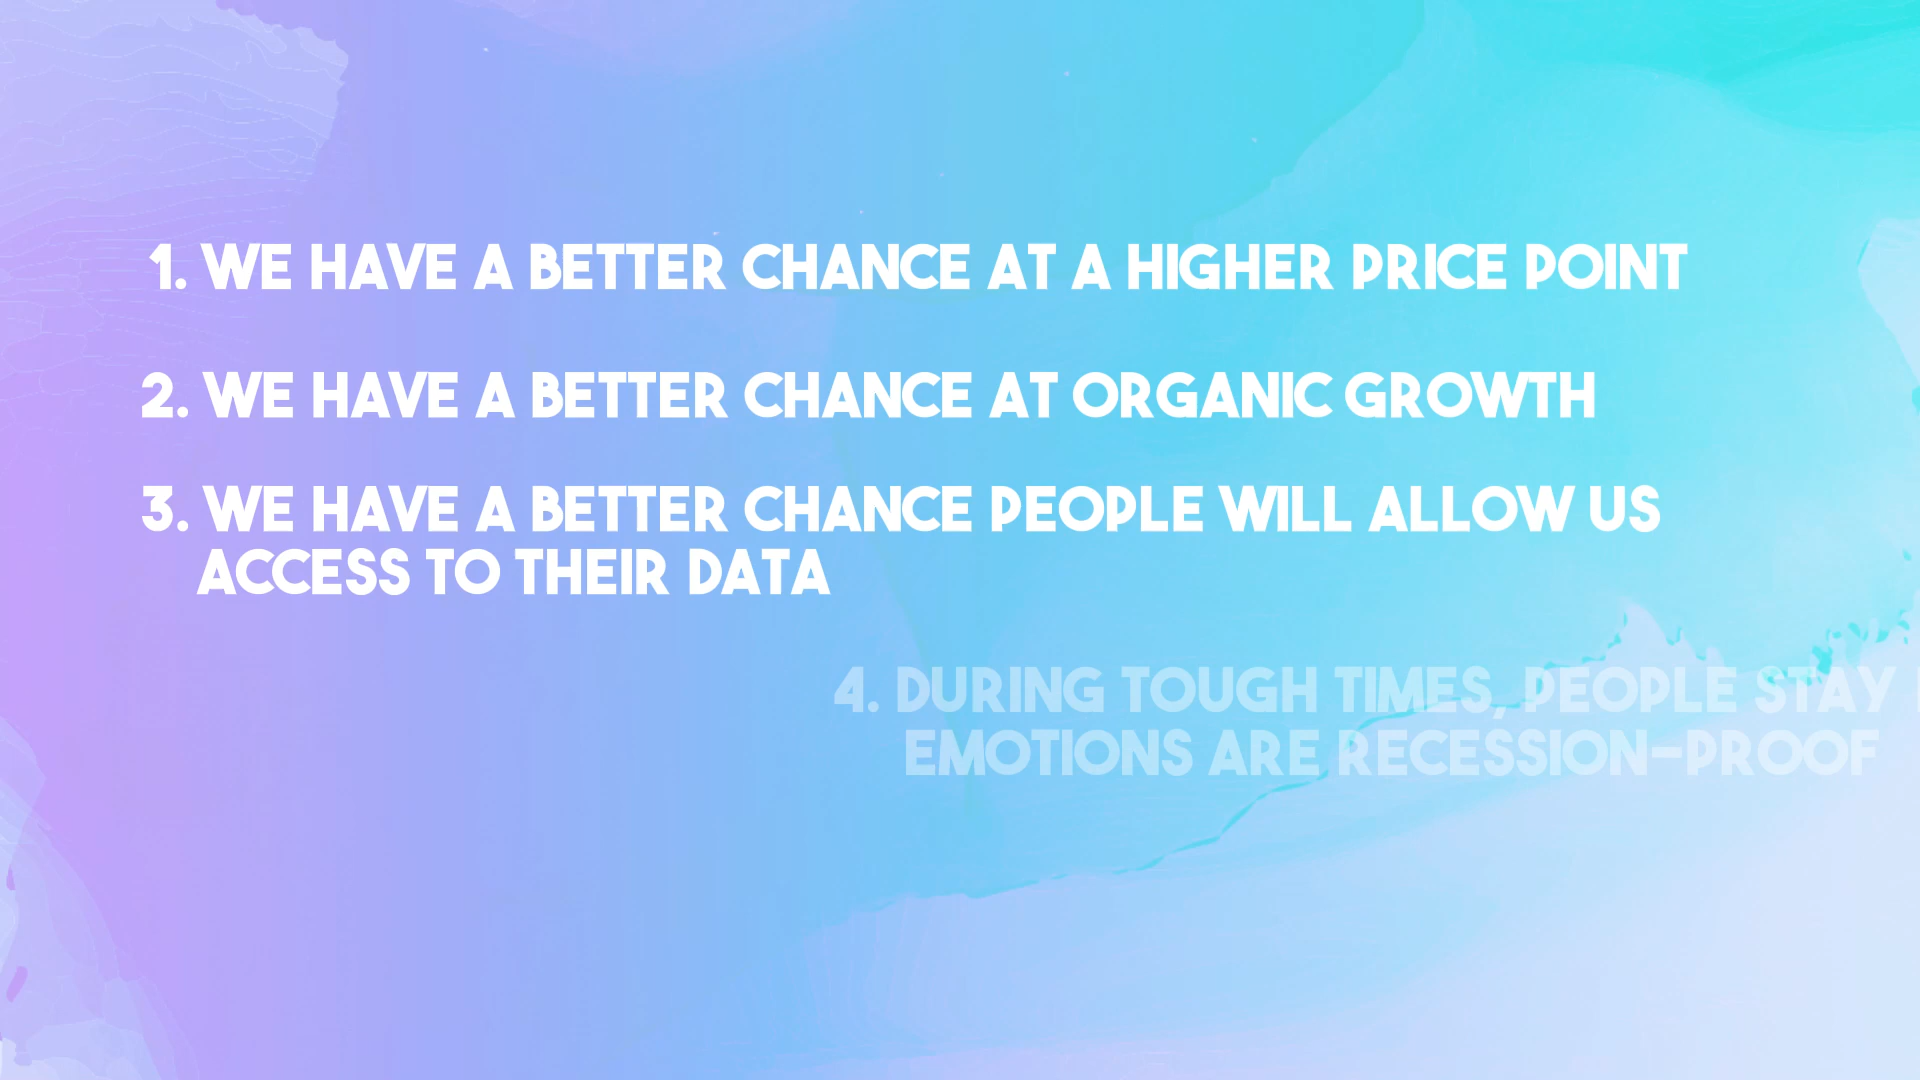 1. WE HAVE A BETTER CHANCE AT A HIGHER PRICE POINT
2. WE HAVE A BETTER CHANCE AT ORGANIC GROWTH
3. WE HAVE A BETTER CHANCE PEOPLE WILL ALLOW US
ACCESS TO THEIR DATA
4. DURING TOUGH TIMES, PEOPLE STAY
EMOTIONS ARE RECESSION-PROOF